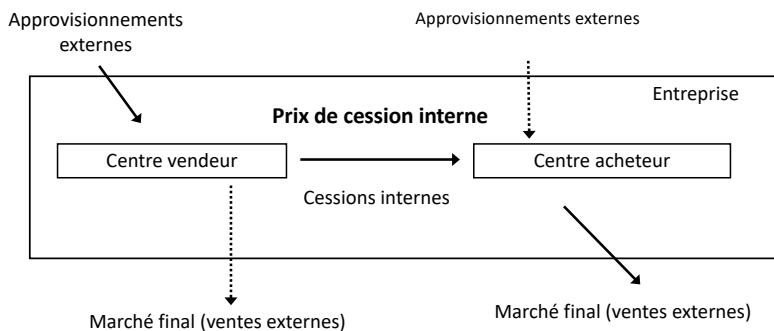 Approvisionnements
externes
Approvisionnements externes
Entreprise
Prix de cession interne
Centre vendeur
Centre acheteur
Cessions internes
Marché final (ventes externes)
Marché final (ventes externes)